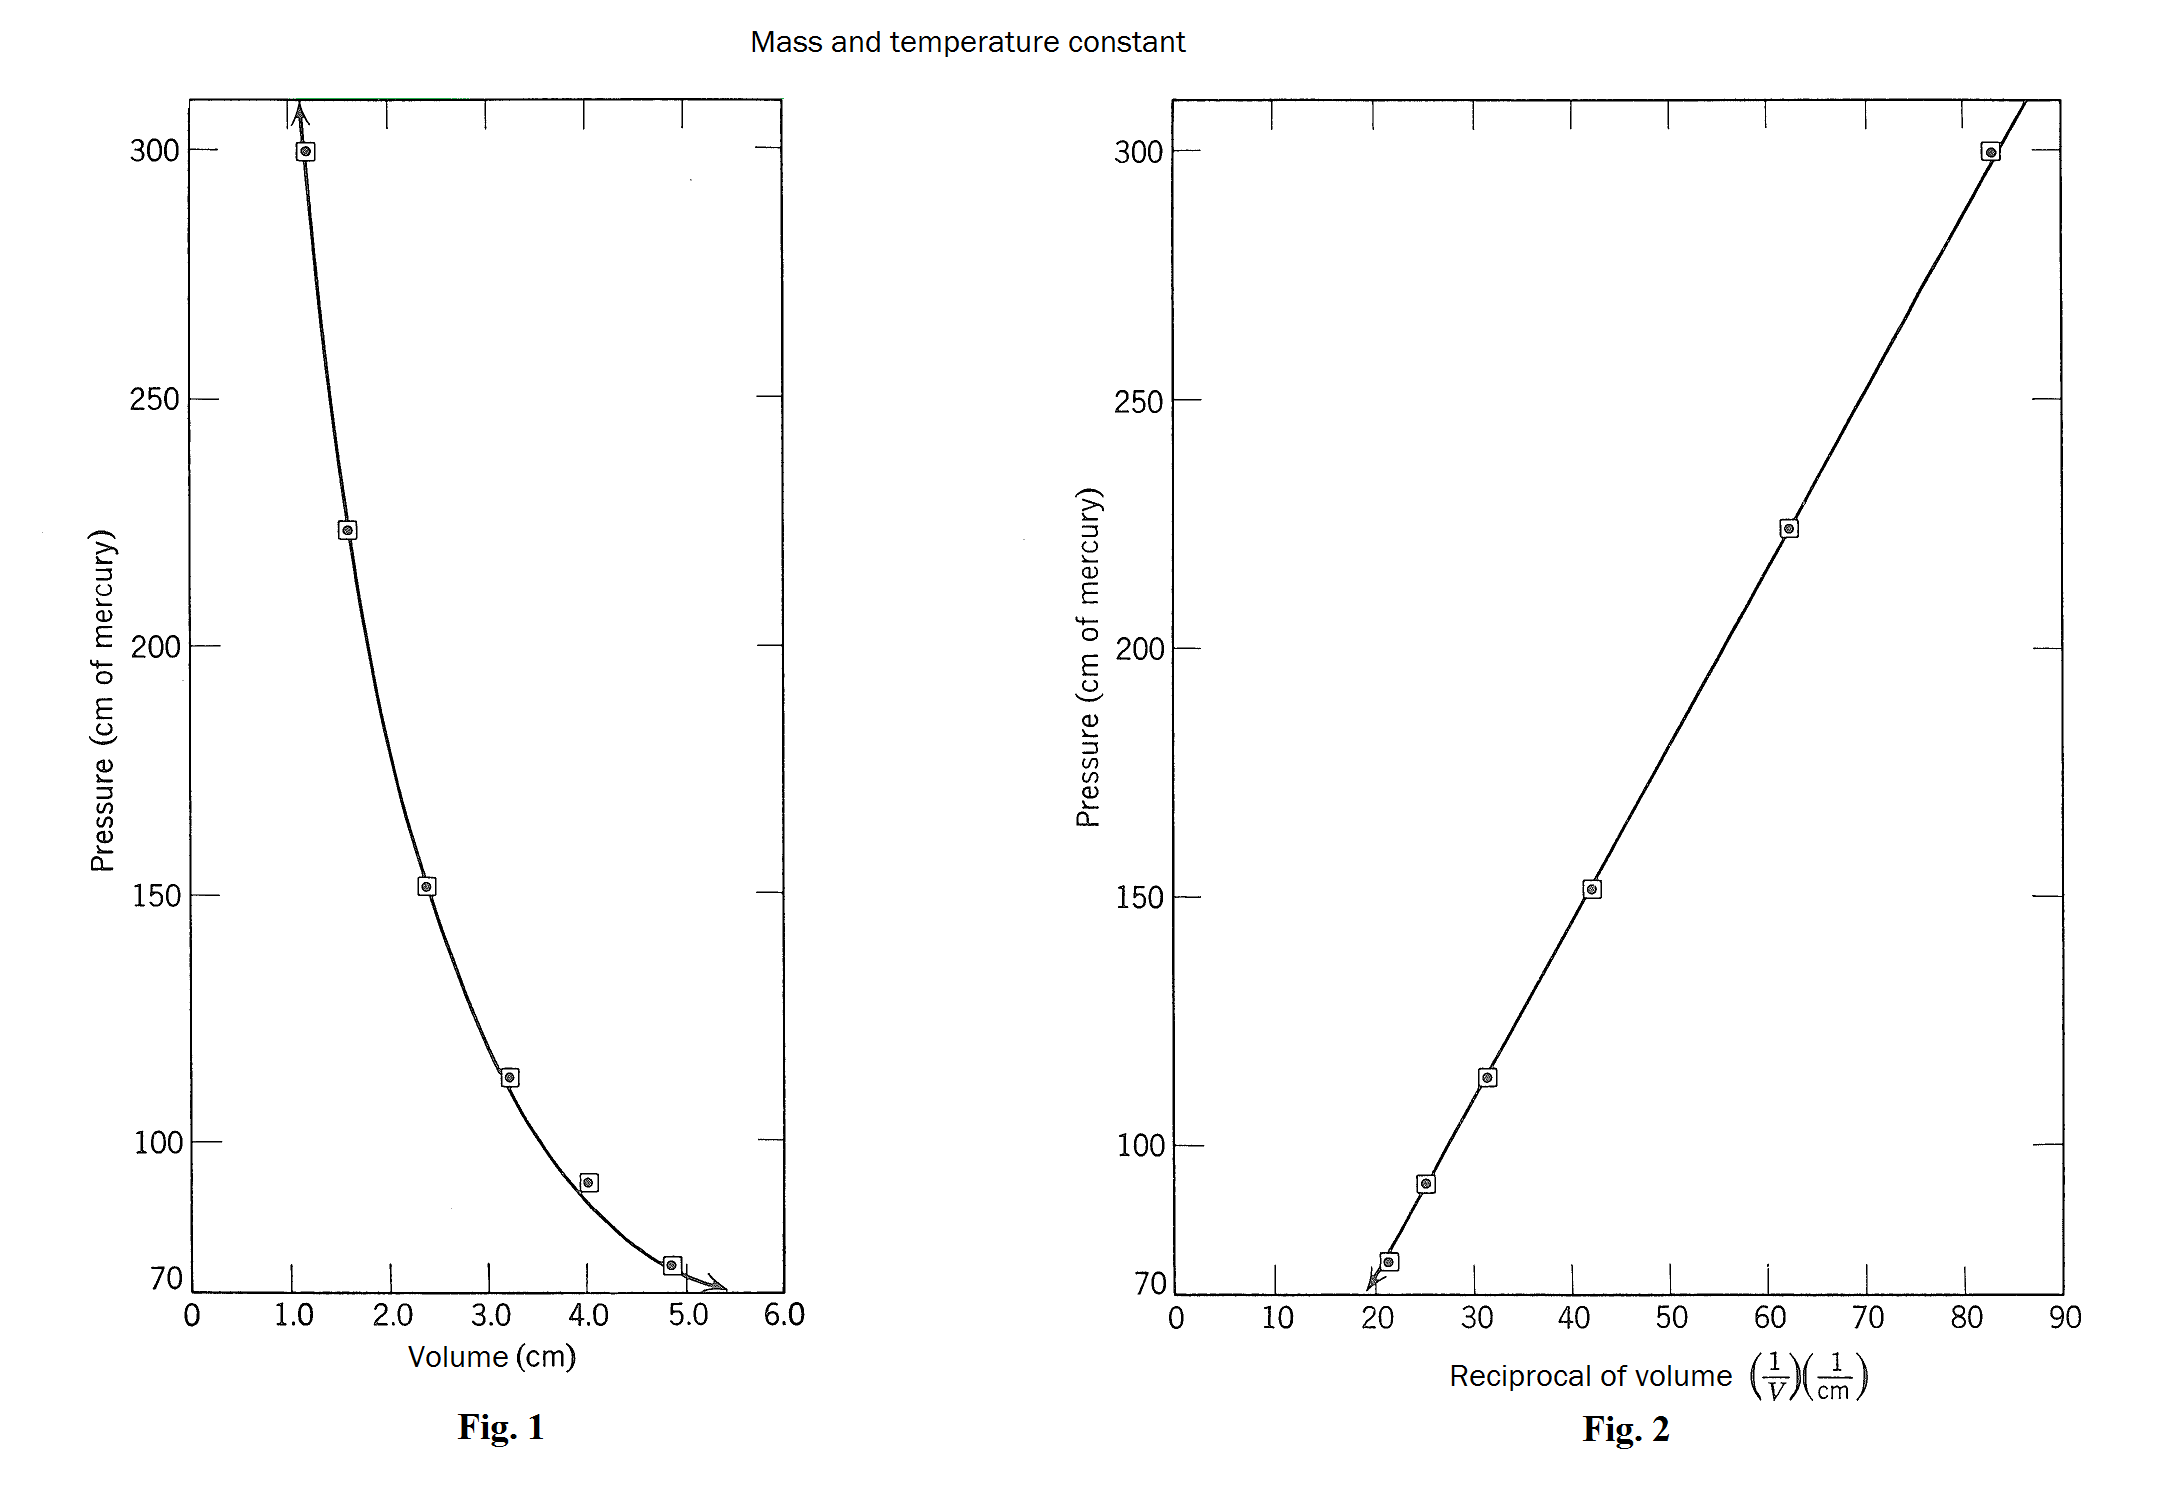 Mass and temperature constant
300
250
200
150
100
70
0 1.0 2.0 3.0 4.0 5.0 6.0
Pressure (cm of mercury)
Volume (cm)
Fig. 1
300
250
200
150
100
70
0 10 20 30 40 50 60 70 80 90
Pressure (cm of mercury)
Reciprocal of volume (1/V)(1/cm)
Fig. 2